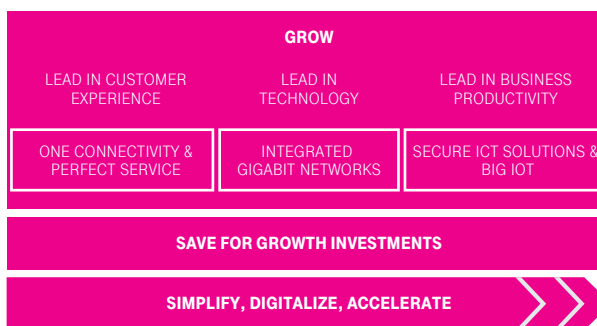 GROW
LEAD IN CUSTOMER
EXPERIENCE
LEAD IN
TECHNOLOGY
LEAD IN BUSINESS
PRODUCTIVITY
ONE CONNECTIVITY &
PERFECT SERVICE
INTEGRATED
GIGABIT NETWORKS
SECURE ICT SOLUTIONS &
BIG IOT
SAVE FOR GROWTH INVESTMENTS
SIMPLIFY, DIGITALIZE, ACCELERATE